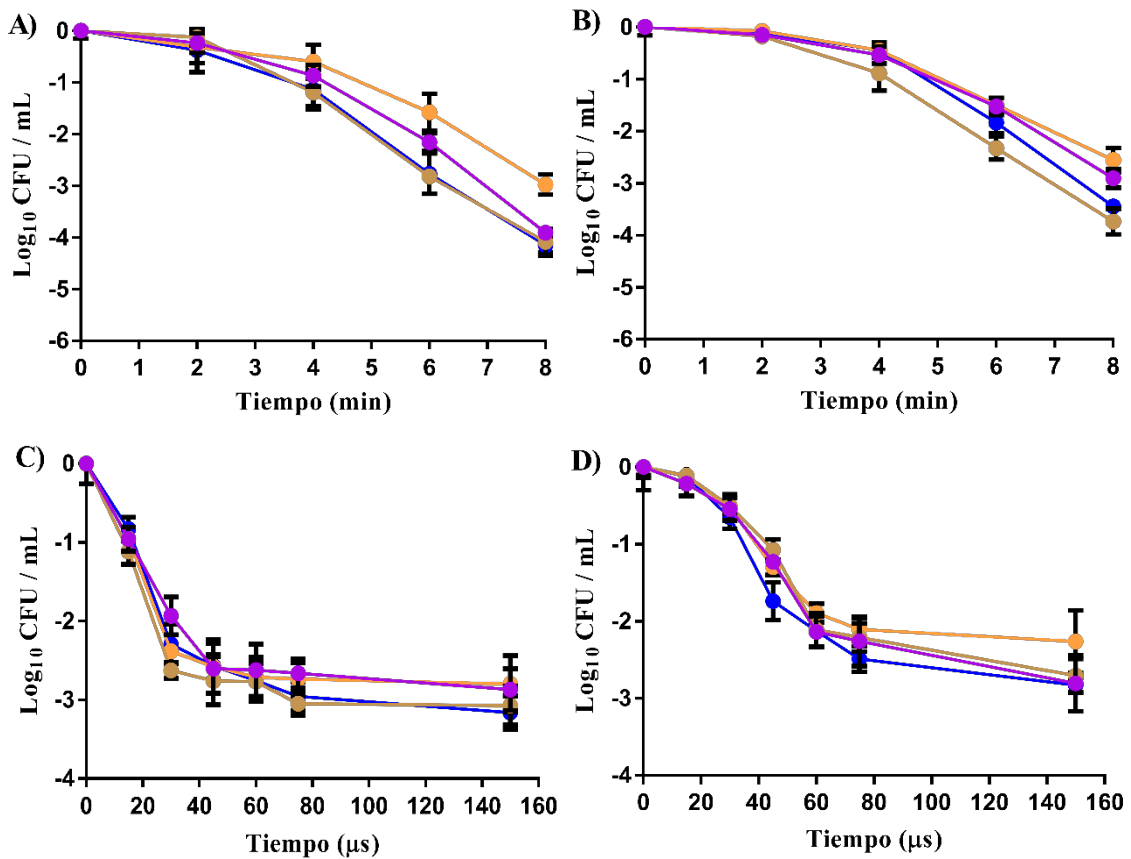 A)
0
-1
-2
-3
-4
-5
-6
Log10 CFU / mL
0 1 2 3 4 5 6 7 8
Tiempo (min)
B)
0
-1
-2
-3
-4
-5
-6
Log10 CFU / mL
0 1 2 3 4 5 6 7 8
Tiempo (min)
C)
0
-1
-2
-3
-4
Log10 CFU / mL
0 20 40 60 80 100 120 140 160
Tiempo (μs)
D)
0
-1
-2
-3
-4
Log10 CFU / mL
0 20 40 60 80 100 120 140 160
Tiempo (μs)